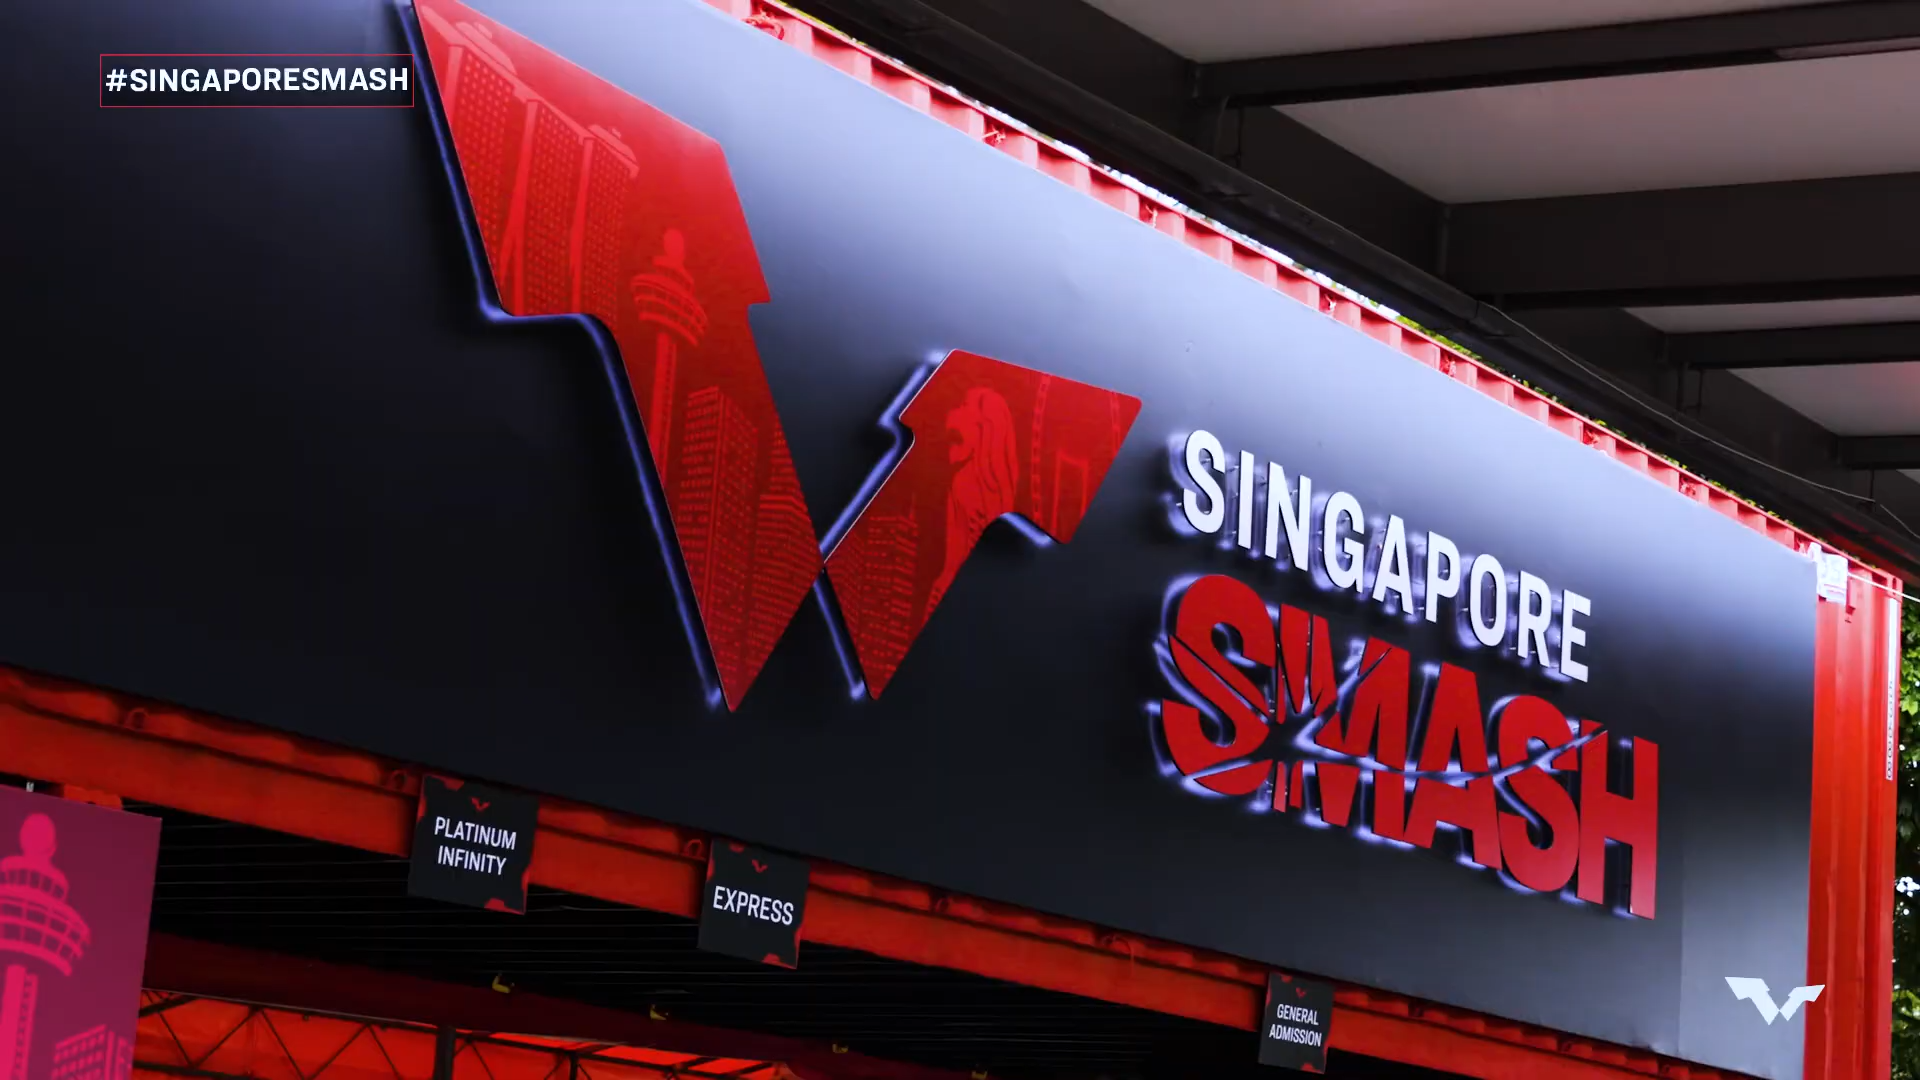 #SINGAPORESMASH
SINGAPORE
SMASH
PLATINUM
INFINITY
EXPRESS
GENERAL
ADMISSION